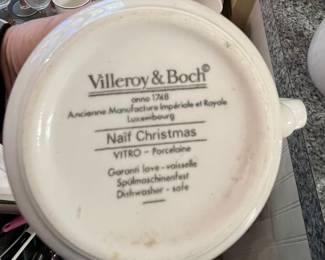 Villeroy & Boch©
anno 1748
Ancienne Manufacture Impériale et Royale
Luxembourg
Naïf Christmas
VITRO - Porcelaine
Garanti lave-vaisselle
Spülmaschinenfest
Dishwasher-safe